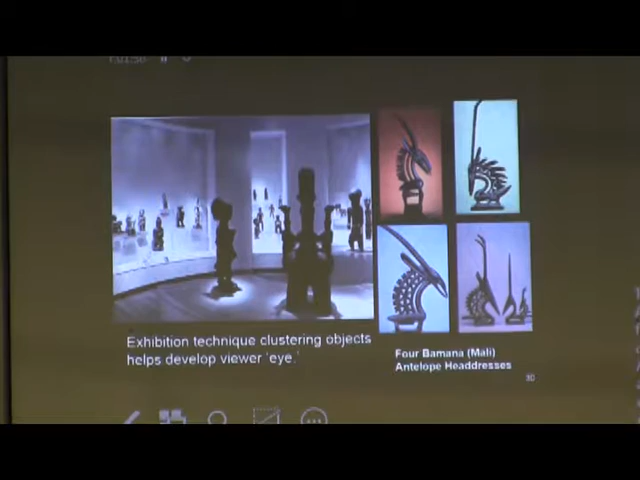 Exhibition technique clustering objects
helps develop viewer 'eye.'
Four Bamana (Mali)
Antelope Headdresses